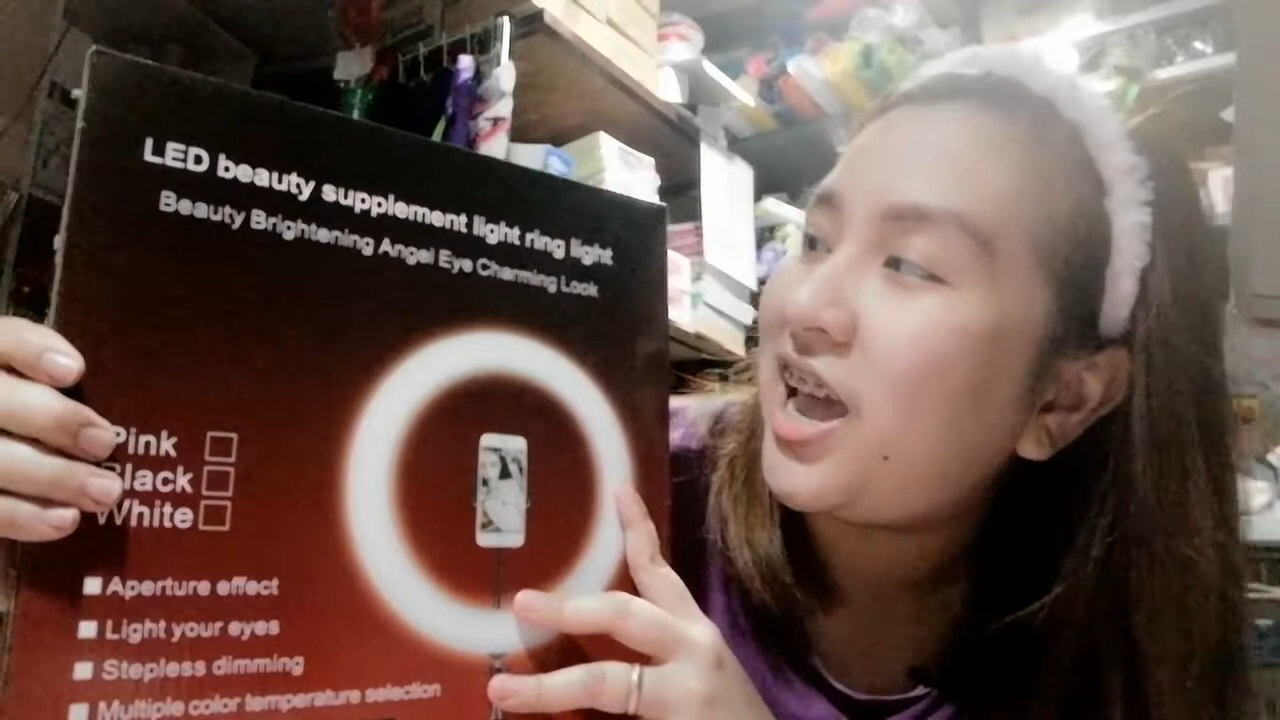 LED beauty supplement light ring light
Beauty Brightening Angel Eye Charming Look
Pink
Black
White
Aperture effect
Light your eyes
Stepless dimming
Multiple color temperature selection